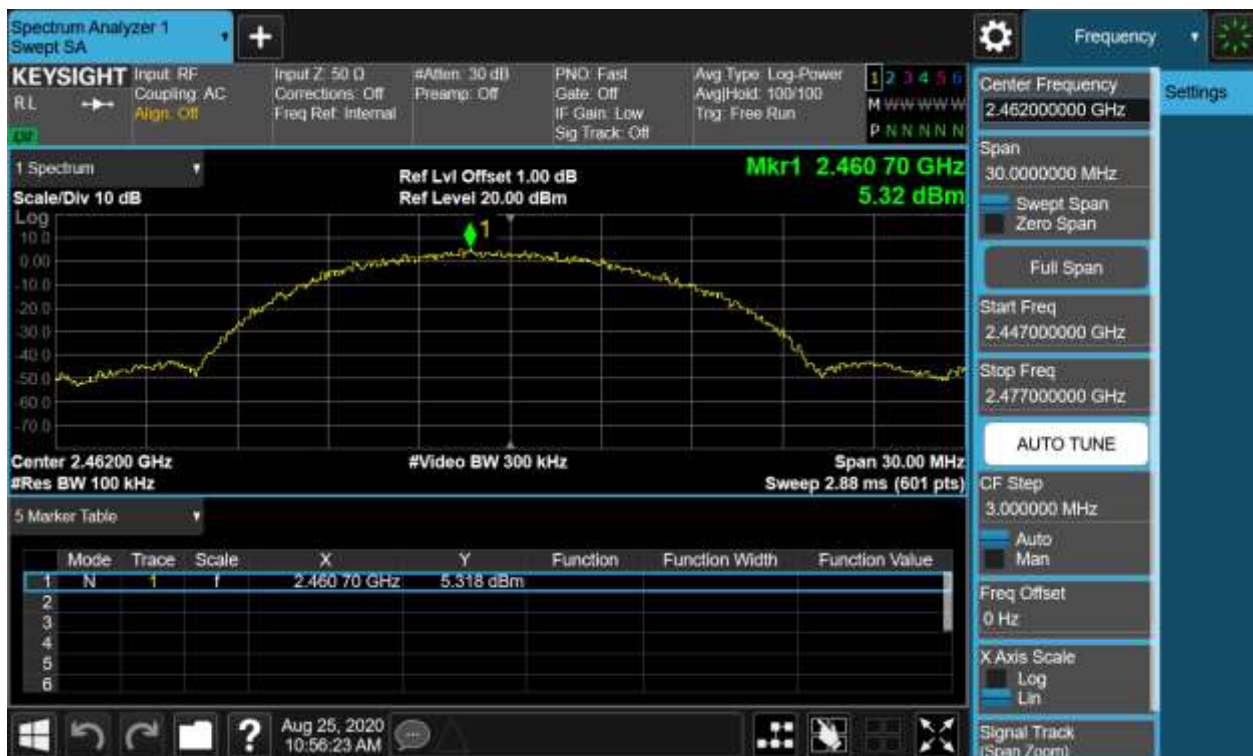 Spectrum Analyzer 1
Swept SA
Frequency
KEYSIGHT
RL
Input: RF
Coupling: AC
Align: Off
Input Z: 50 Ω
Corrections: Off
Freq Ref: Internal
#Atten: 30 dB
Preamp: Off
PNO: Fast
Gate: Off
IF Gain: Low
Sig Track: Off
Avg Type: Log-Power
Avg|Hold: 100/100
Trig: Free Run
1 2 3 4 5 6
M W W W W W
P N N N N N
1 Spectrum
Scale/Div 10 dB
Ref Lvl Offset 1.00 dB
Ref Level 20.00 dBm
Mkr1 2.460 70 GHz
5.32 dBm
Log
10.0
0.00
-10.0
-20.0
-30.0
-40.0
-50.0
-60.0
-70.0
1
Center 2.46200 GHz
#Res BW 100 kHz
#Video BW 300 kHz
Span 30.00 MHz
Sweep 2.88 ms (601 pts)
5 Marker Table
Mode Trace Scale X Y Function Function Width Function Value
1 N 1 f 2.460 70 GHz 5.318 dBm
2
3
4
5
6
Aug 25, 2020
10:56:23 AM
Center Frequency
2.462000000 GHz
Settings
Span
30.0000000 MHz
Swept Span
Zero Span
Full Span
Start Freq
2.447000000 GHz
Stop Freq
2.477000000 GHz
AUTO TUNE
CF Step
3.000000 MHz
Auto
Man
Freq Offset
0 Hz
X Axis Scale
Log
Lin
Signal Track
(Span Zoom)